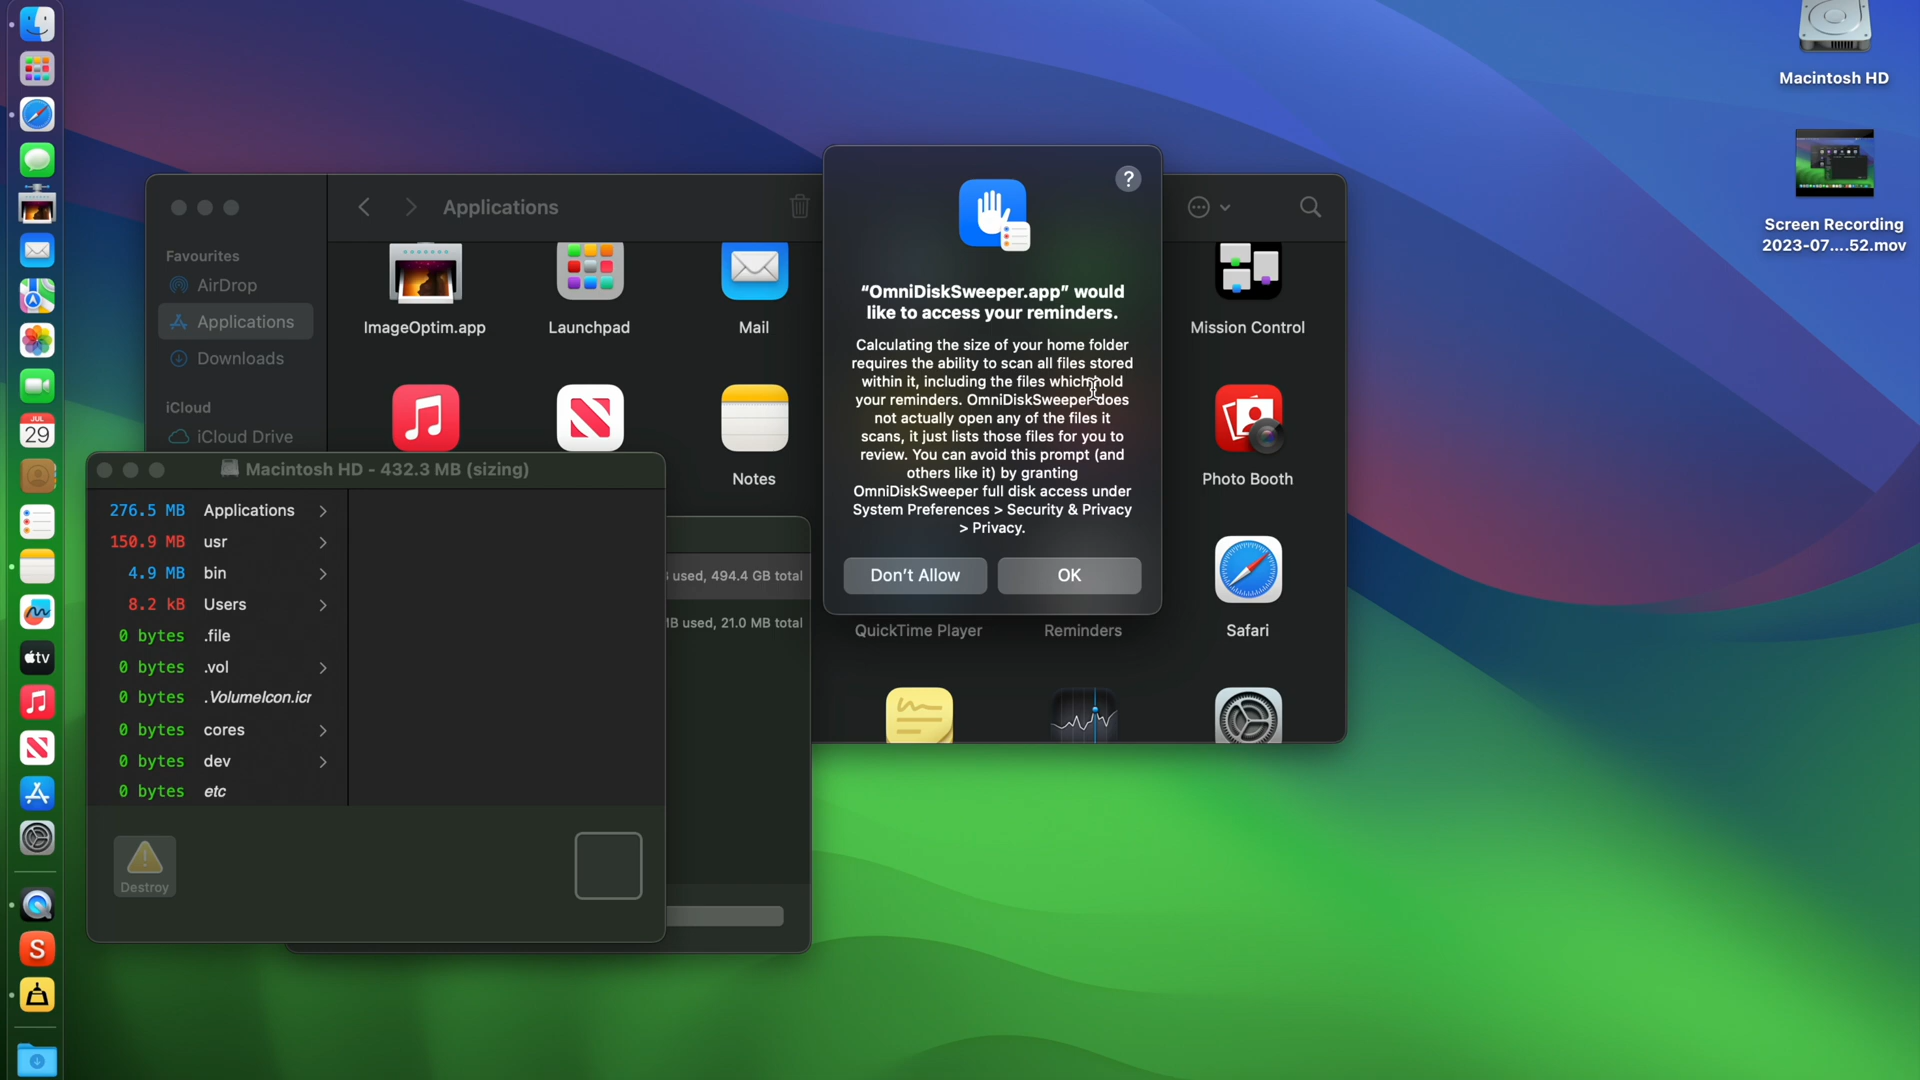 Macintosh HD
Screen Recording
2023-07....52.mov
Applications
Favourites
AirDrop
Applications
Downloads
iCloud
iCloud Drive
ImageOptim.app
Launchpad
Mail
Mission Control
Notes
Photo Booth
QuickTime Player
Reminders
Safari
?
“OmniDiskSweeper.app” would
like to access your reminders.
Calculating the size of your home folder
requires the ability to scan all files stored
within it, including the files which hold
your reminders. OmniDiskSweeper does
not actually open any of the files it
scans, it just lists those files for you to
review. You can avoid this prompt (and
others like it) by granting
OmniDiskSweeper full disk access under
System Preferences > Security & Privacy
> Privacy.
Don’t Allow
OK
Macintosh HD - 432.3 MB (sizing)
276.5 MB Applications
150.9 MB usr
4.9 MB bin
8.2 kB Users
0 bytes .file
0 bytes .vol
0 bytes .VolumeIcon.icr
0 bytes cores
0 bytes dev
0 bytes etc
Destroy
used, 494.4 GB total
used, 21.0 MB total
JUL
29
tv
S